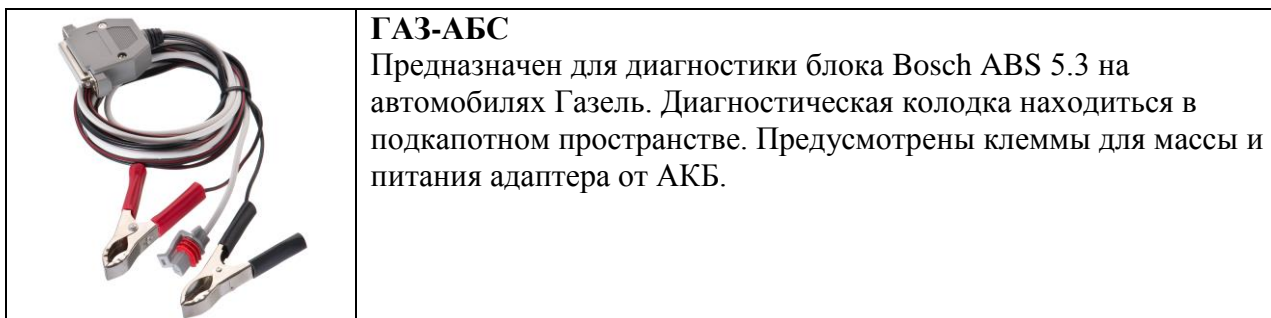 ГАЗ-АБС
Предназначен для диагностики блока Bosch ABS 5.3 на
автомобилях Газель. Диагностическая колодка находиться в
подкапотном пространстве. Предусмотрены клеммы для массы и
питания адаптера от АКБ.